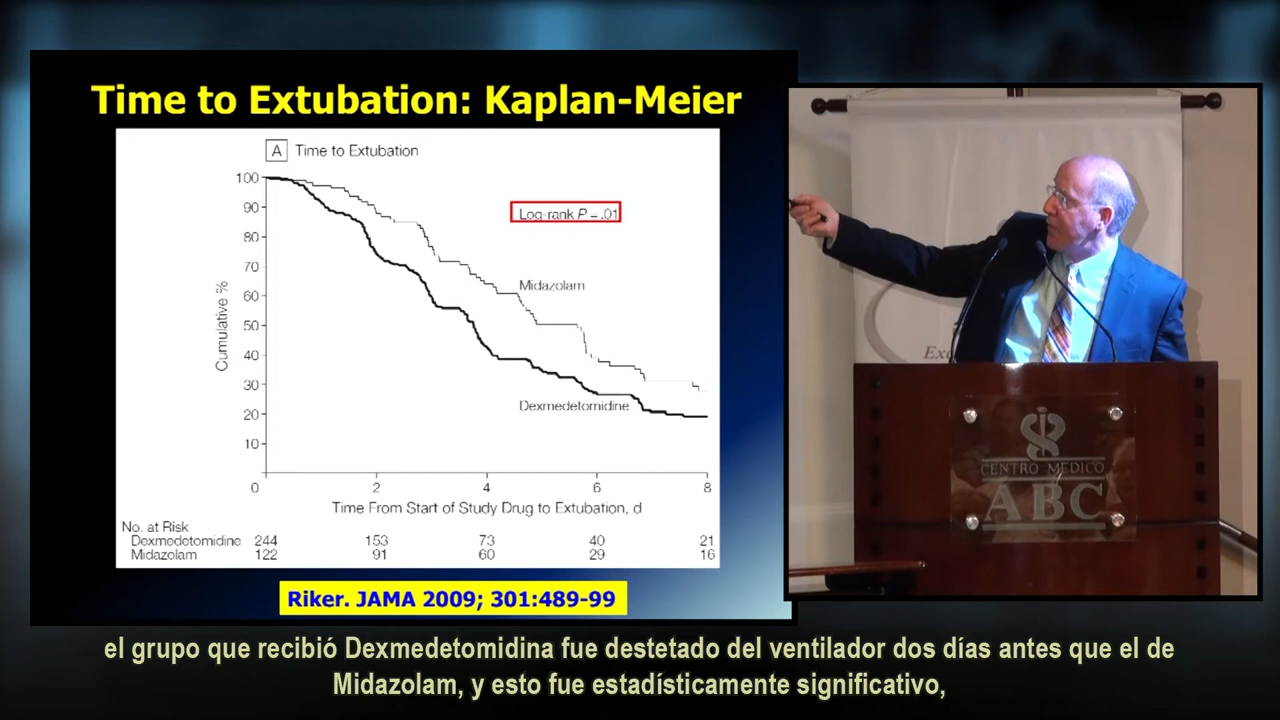 Time to Extubation: Kaplan-Meier
A Time to Extubation
100
90
80
70
60
50
40
30
20
10
Cumulative %
Log-rank P = .01
Midazolam
Dexmedetomidine
0 2 4 6 8
Time From Start of Study Drug to Extubation, d
No. at Risk
Dexmedetomidine 244 153 73 40 21
Midazolam 122 91 60 29 16
Riker. JAMA 2009; 301:489-99
CENTRO MEDICO
ABC
el grupo que recibió Dexmedetomidina fue destetado del ventilador dos días antes que el de
Midazolam, y esto fue estadísticamente significativo,